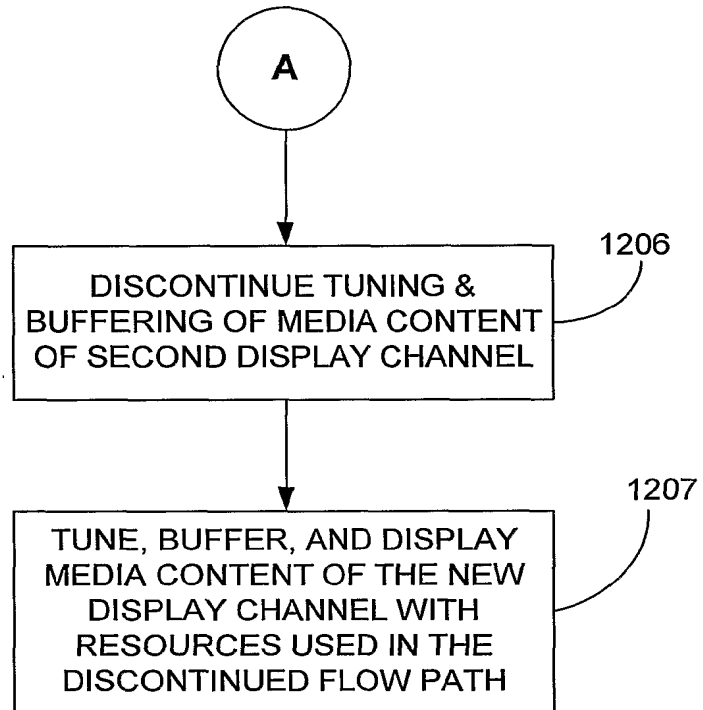 A
1206
DISCONTINUE TUNING &
BUFFERING OF MEDIA CONTENT
OF SECOND DISPLAY CHANNEL
1207
TUNE, BUFFER, AND DISPLAY
MEDIA CONTENT OF THE NEW
DISPLAY CHANNEL WITH
RESOURCES USED IN THE
DISCONTINUED FLOW PATH